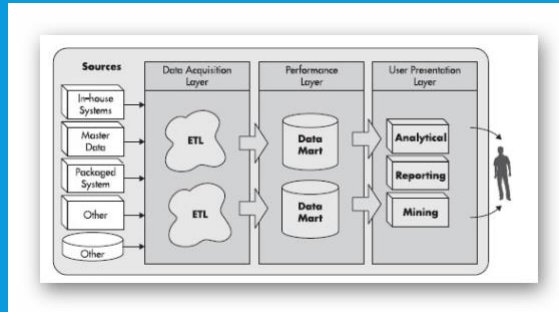 Sources
In-house
Systems
Master
Data
Packaged
System
Other
Other
Data Acquisition
Layer
ETL
ETL
Performance
Layer
Data
Mart
Data
Mart
User Presentation
Layer
Analytical
Reporting
Mining